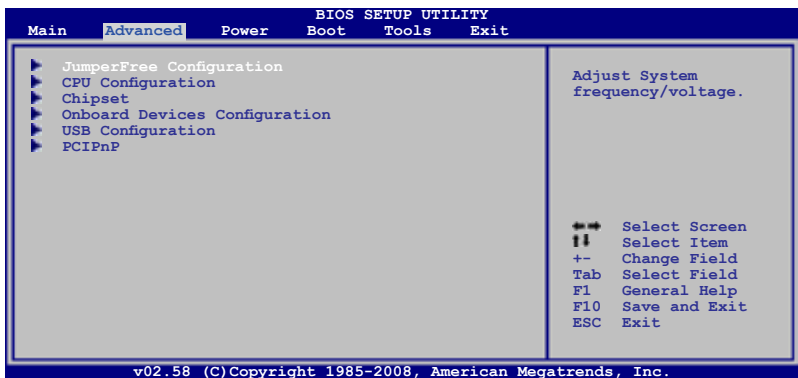 BIOS SETUP UTILITY
Main Advanced Power Boot Tools Exit
JumperFree Configuration
CPU Configuration
Chipset
Onboard Devices Configuration
USB Configuration
PCIPnP
Adjust System
frequency/voltage.
Select Screen
Select Item
+- Change Field
Tab Select Field
F1 General Help
F10 Save and Exit
ESC Exit
v02.58 (C)Copyright 1985-2008, American Megatrends, Inc.